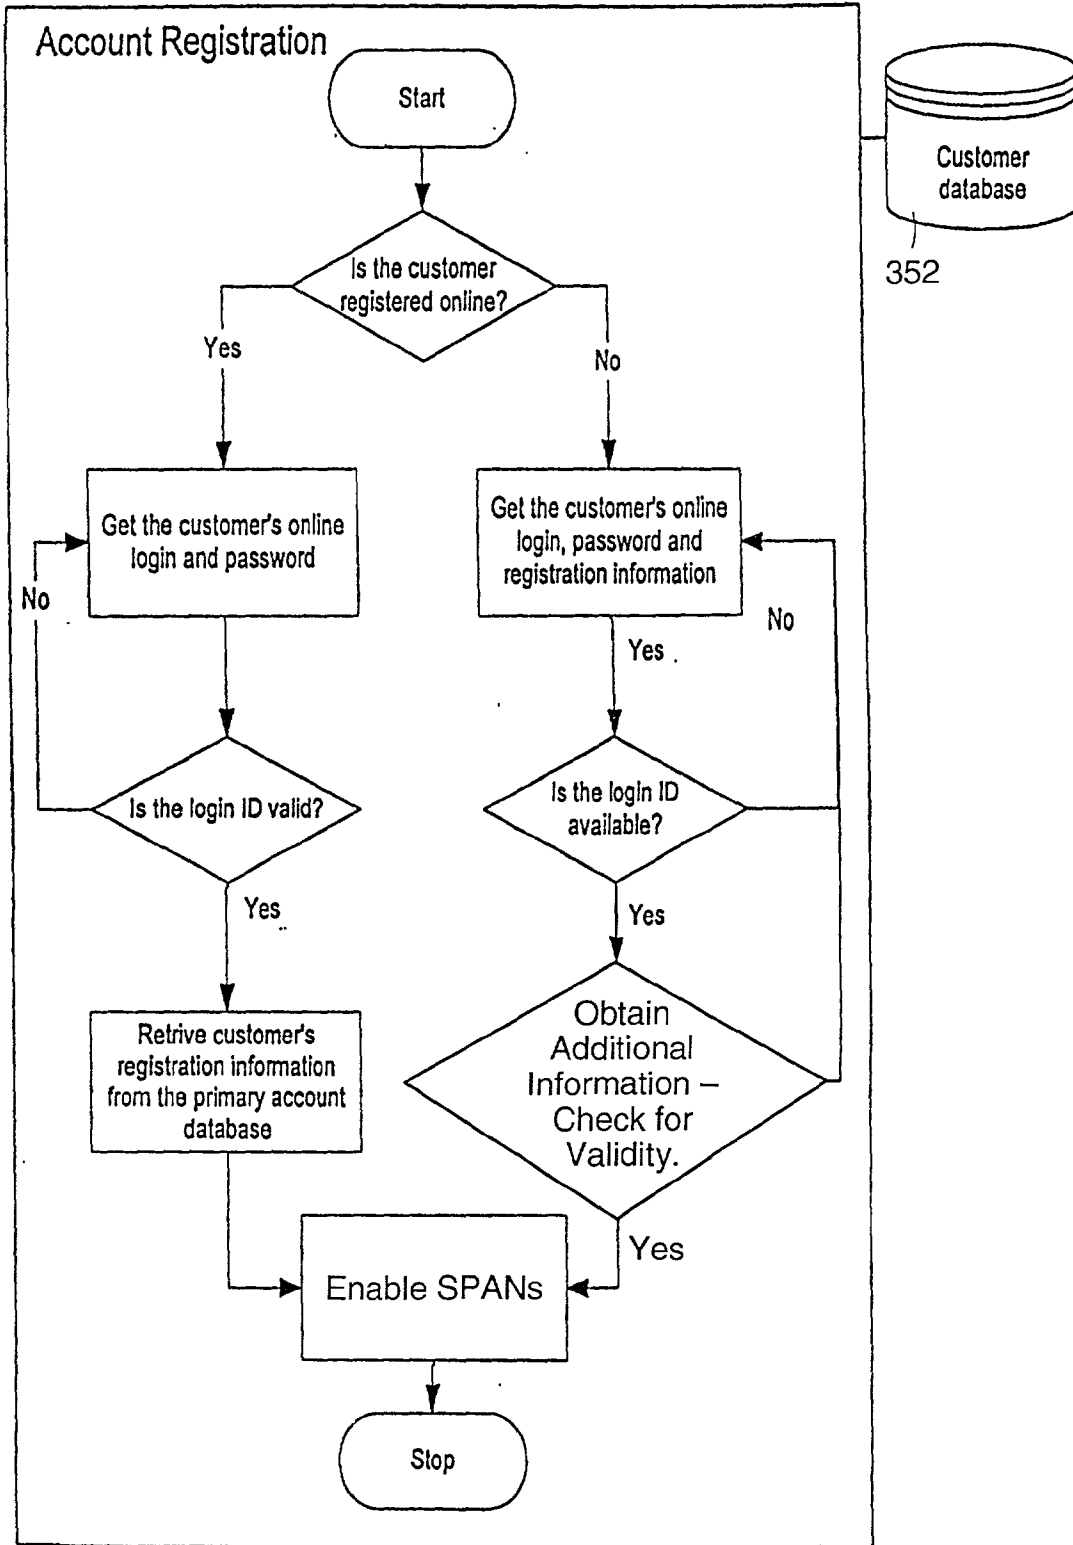 Account Registration
Start
Customer
database
352
Is the customer
registered online?
Yes
No
Get the customer's online
login and password
Get the customer's online
login, password and
registration information
No
No
Yes
Is the login ID valid?
Is the login ID
available?
Yes
Yes
Retrive customer's
registration information
from the primary account
database
Obtain
Additional
Information –
Check for
Validity.
Yes
Enable SPANs
Stop